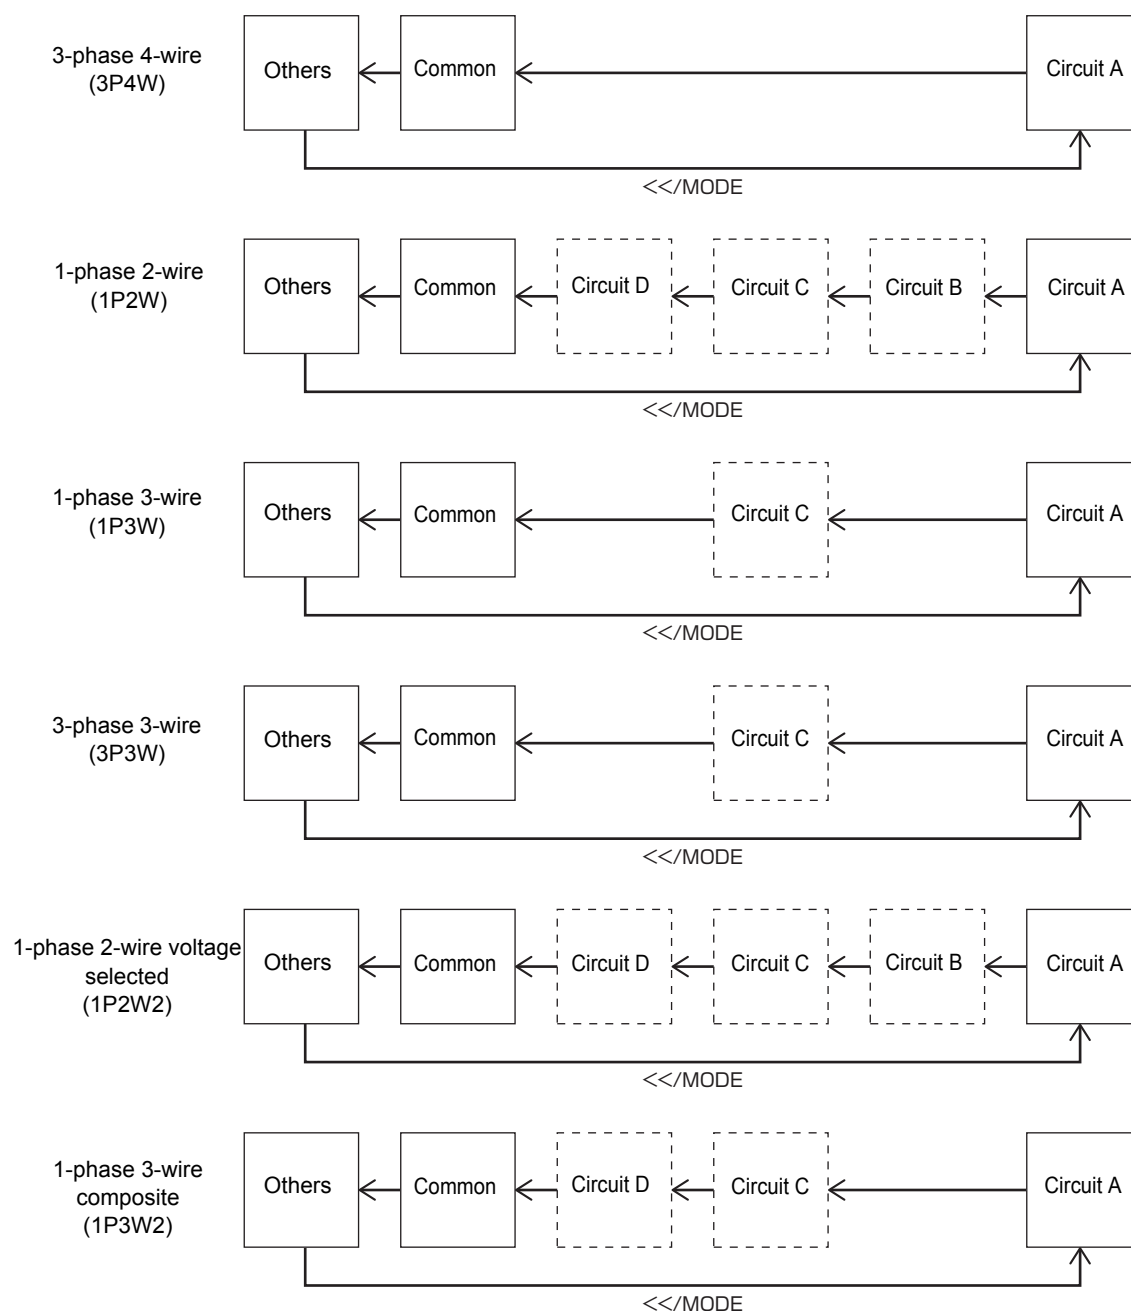 3-phase 4-wire
(3P4W)
Others
Common
Circuit A
<</MODE
1-phase 2-wire
(1P2W)
Others
Common
Circuit D
Circuit C
Circuit B
Circuit A
<</MODE
1-phase 3-wire
(1P3W)
Others
Common
Circuit C
Circuit A
<</MODE
3-phase 3-wire
(3P3W)
Others
Common
Circuit C
Circuit A
<</MODE
1-phase 2-wire voltage
selected
(1P2W2)
Others
Common
Circuit D
Circuit C
Circuit B
Circuit A
<</MODE
1-phase 3-wire
composite
(1P3W2)
Others
Common
Circuit D
Circuit C
Circuit A
<</MODE